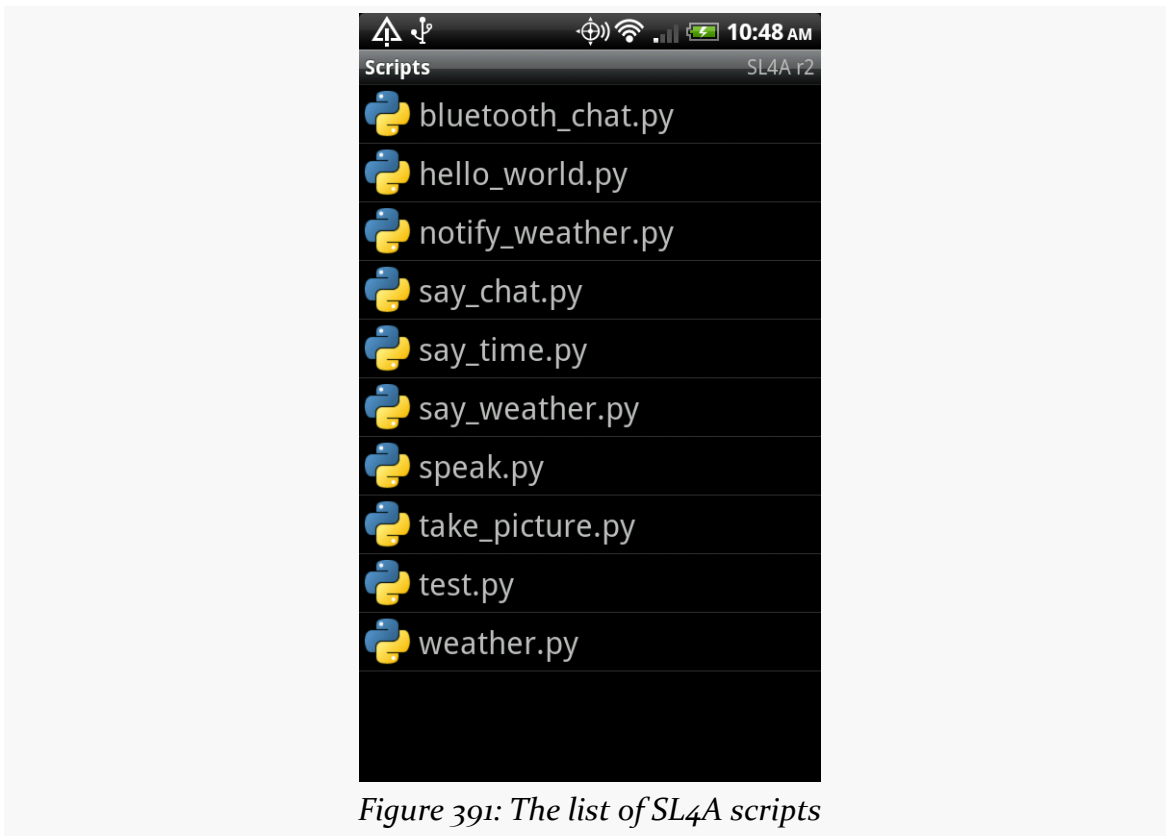 10:48 AM
Scripts SL4A r2
bluetooth_chat.py
hello_world.py
notify_weather.py
say_chat.py
say_time.py
say_weather.py
speak.py
take_picture.py
test.py
weather.py
Figure 391: The list of SL4A scripts